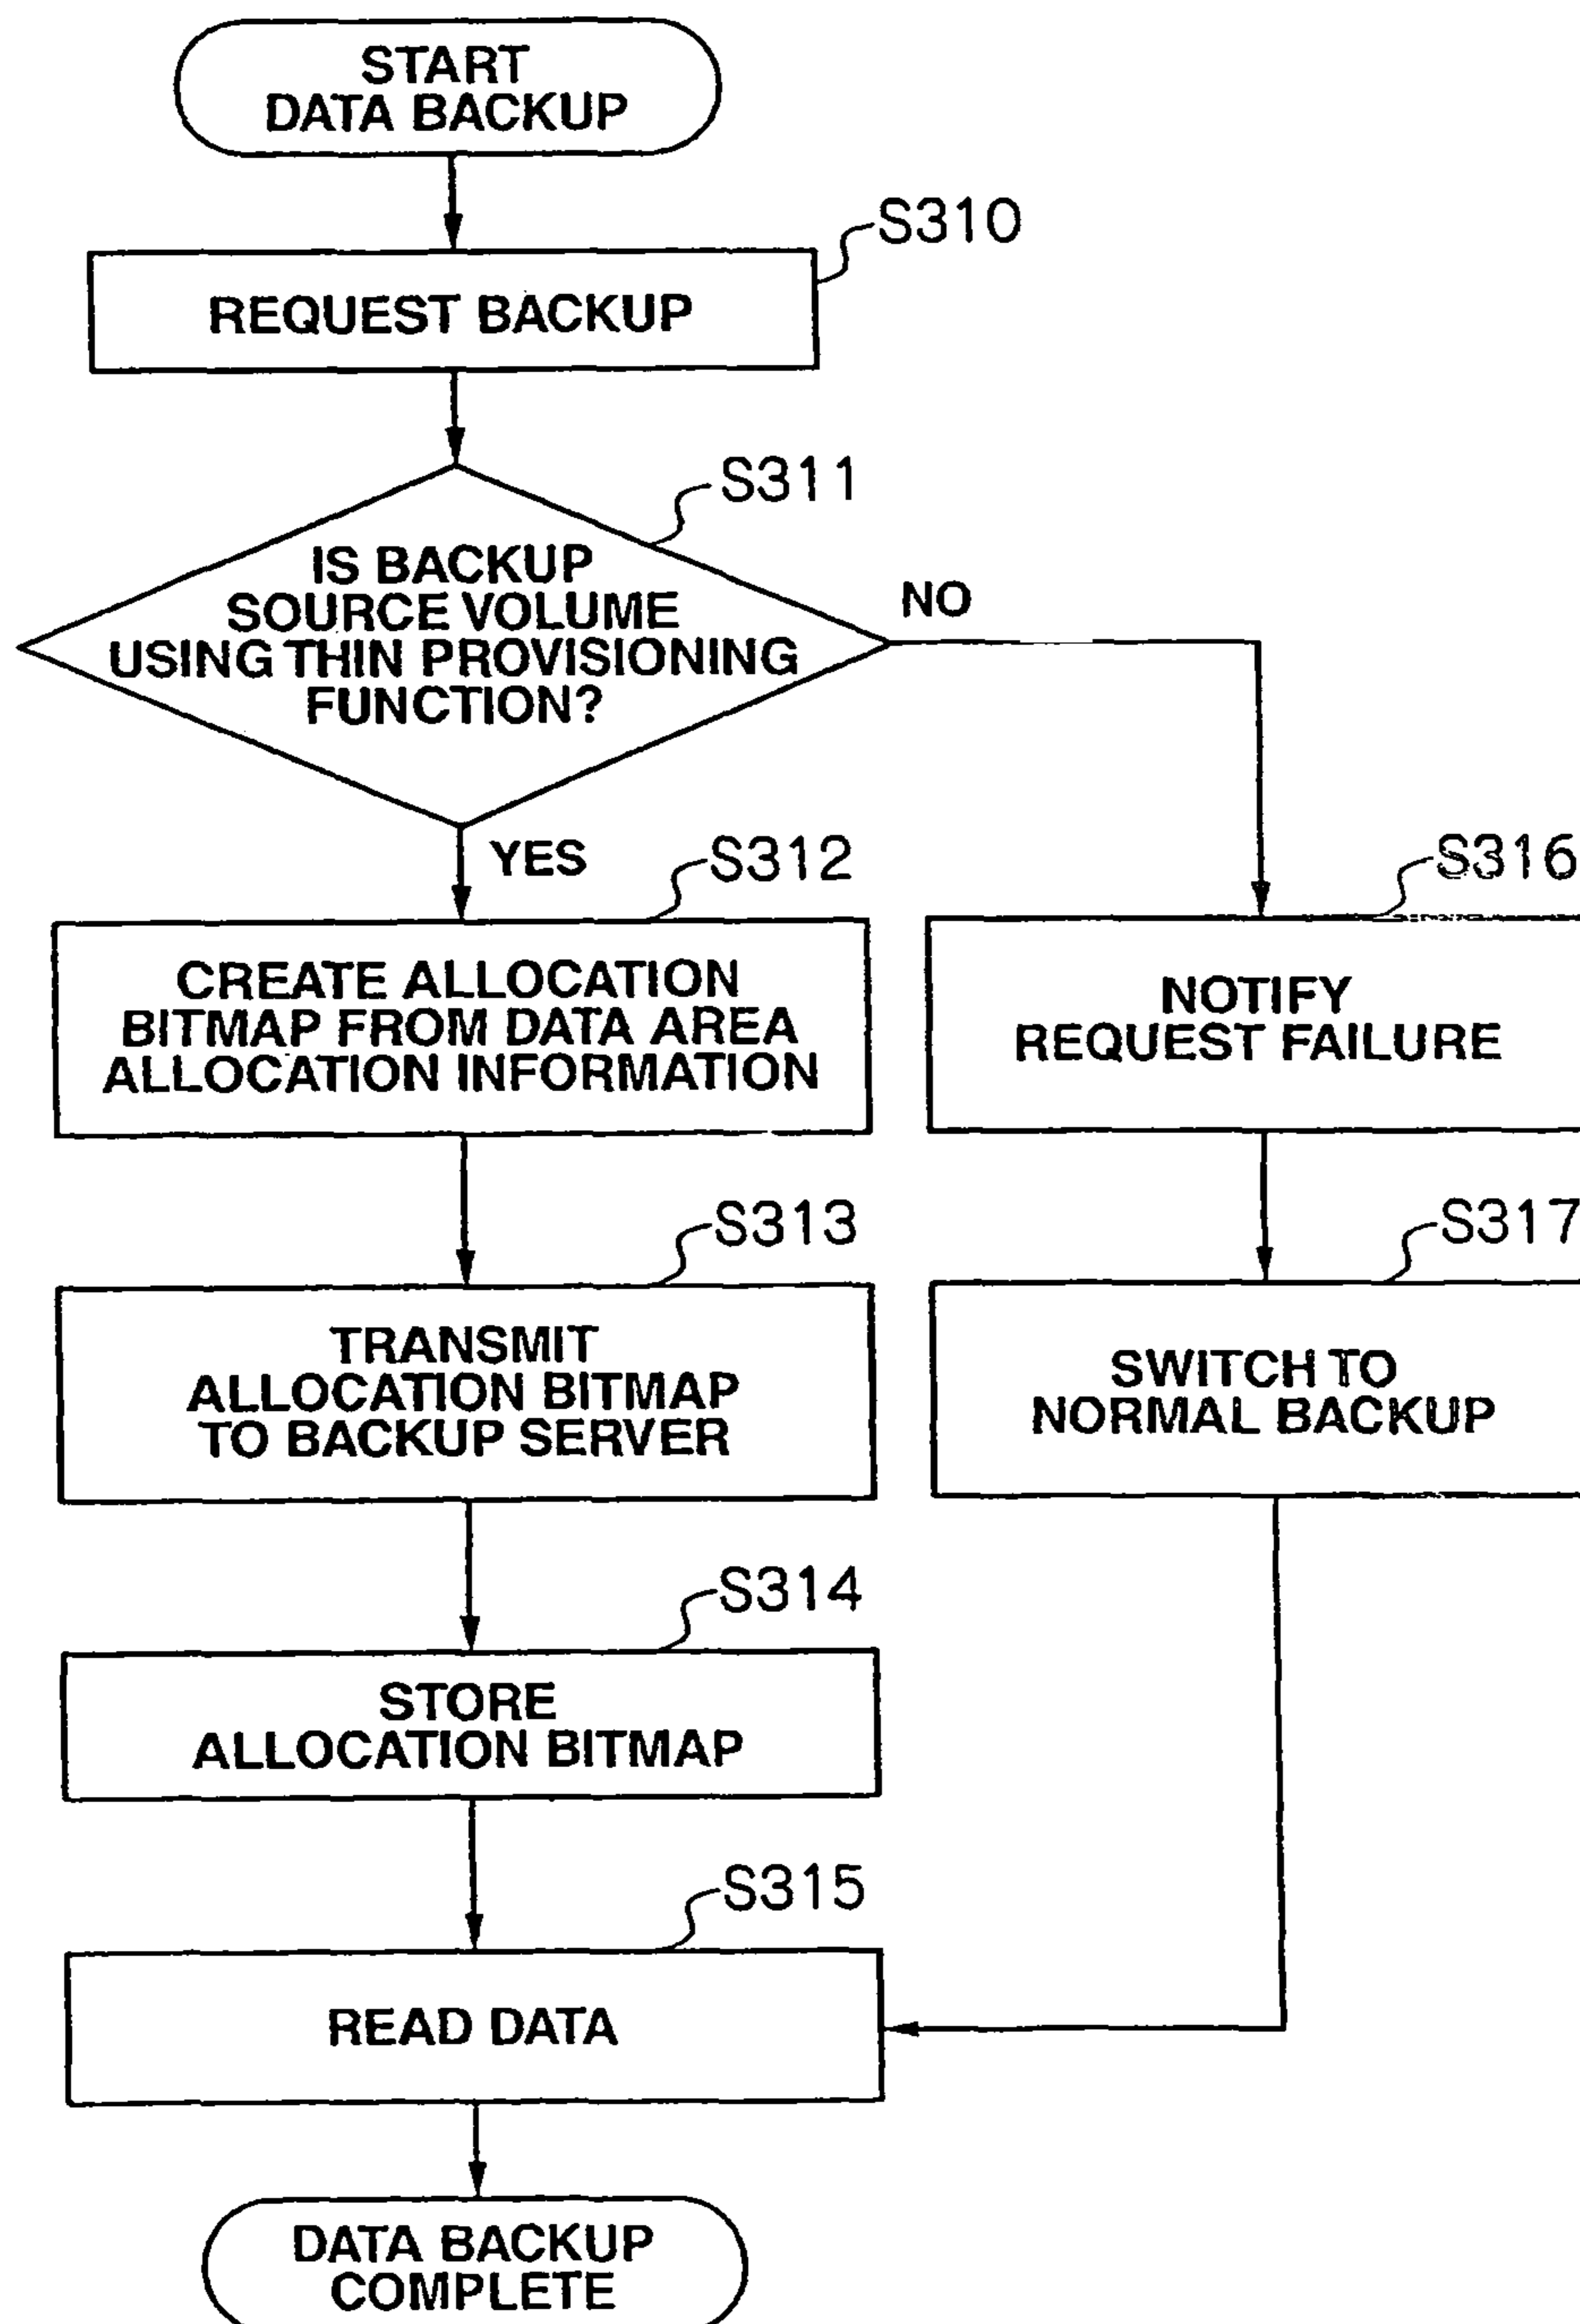 START
DATA BACKUP
S310
REQUEST BACKUP
S311
IS BACKUP
SOURCE VOLUME
USING THIN PROVISIONING
FUNCTION?
NO
YES
S312
CREATE ALLOCATION
BITMAP FROM DATA AREA
ALLOCATION INFORMATION
S316
NOTIFY
REQUEST FAILURE
S313
TRANSMIT
ALLOCATION BITMAP
TO BACKUP SERVER
S317
SWITCH TO
NORMAL BACKUP
S314
STORE
ALLOCATION BITMAP
S315
READ DATA
DATA BACKUP
COMPLETE